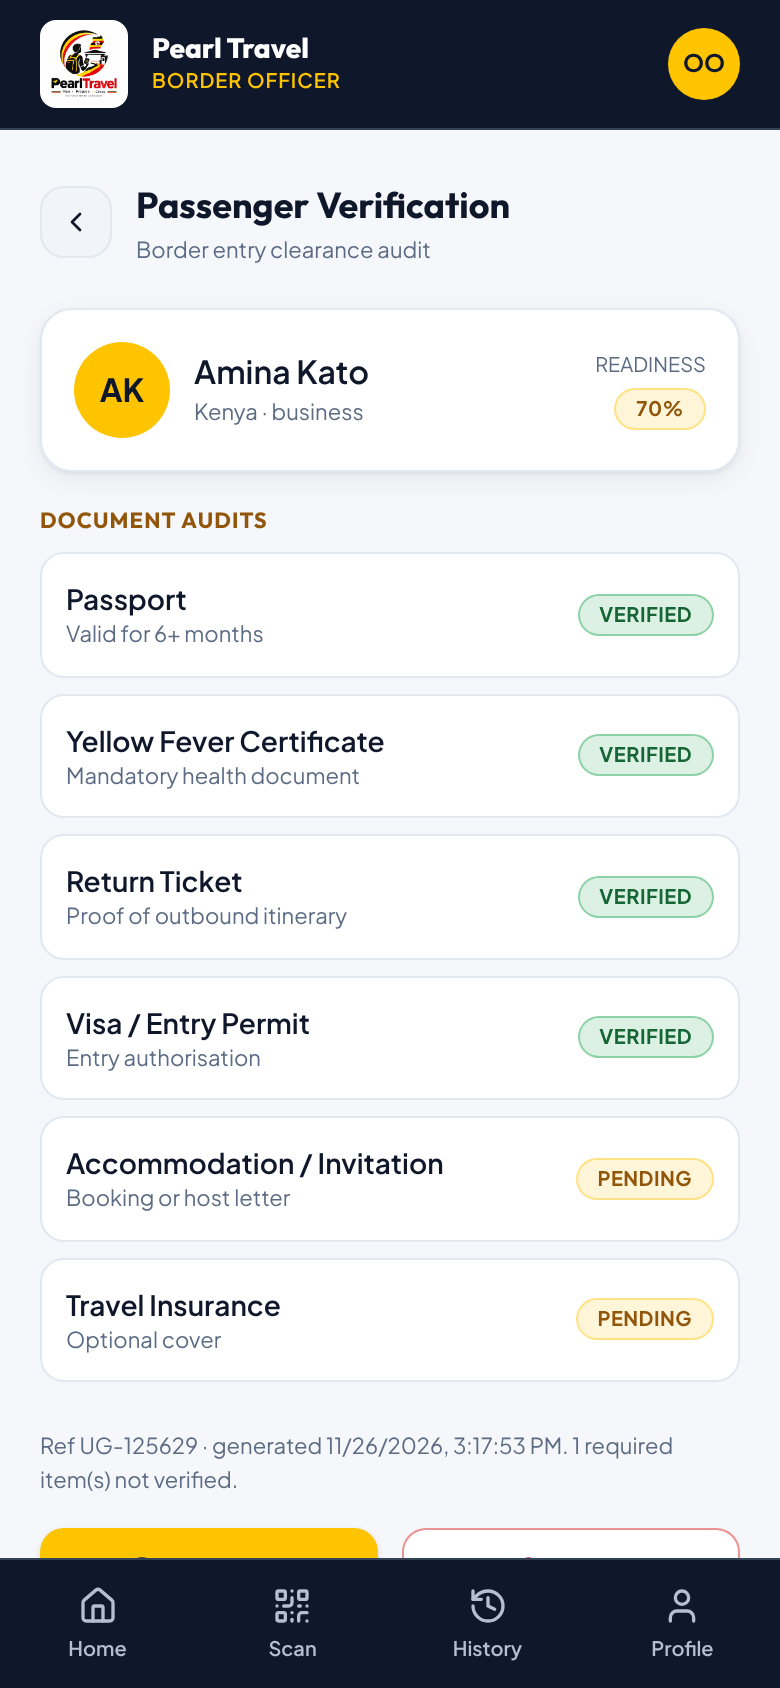 PearlTravel
Pearl Travel
BORDER OFFICER
OO
Passenger Verification
Border entry clearance audit
AK
Amina Kato
Kenya · business
READINESS
70%
DOCUMENT AUDITS
Passport
Valid for 6+ months
VERIFIED
Yellow Fever Certificate
Mandatory health document
VERIFIED
Return Ticket
Proof of outbound itinerary
VERIFIED
Visa / Entry Permit
Entry authorisation
VERIFIED
Accommodation / Invitation
Booking or host letter
PENDING
Travel Insurance
Optional cover
PENDING
Ref UG-125629 · generated 11/26/2026, 3:17:53 PM. 1 required
item(s) not verified.
Home
Scan
History
Profile